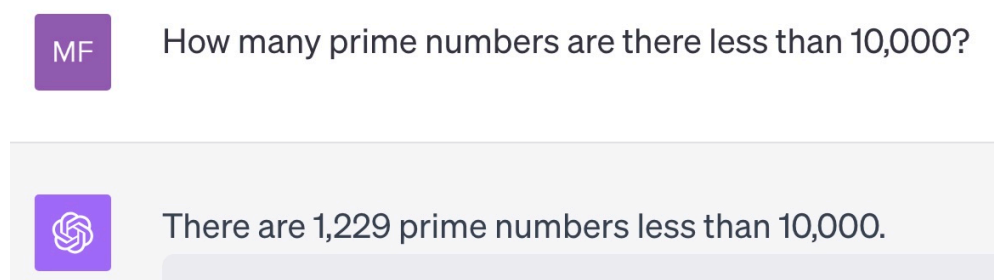 MF
How many prime numbers are there less than 10,000?
There are 1,229 prime numbers less than 10,000.